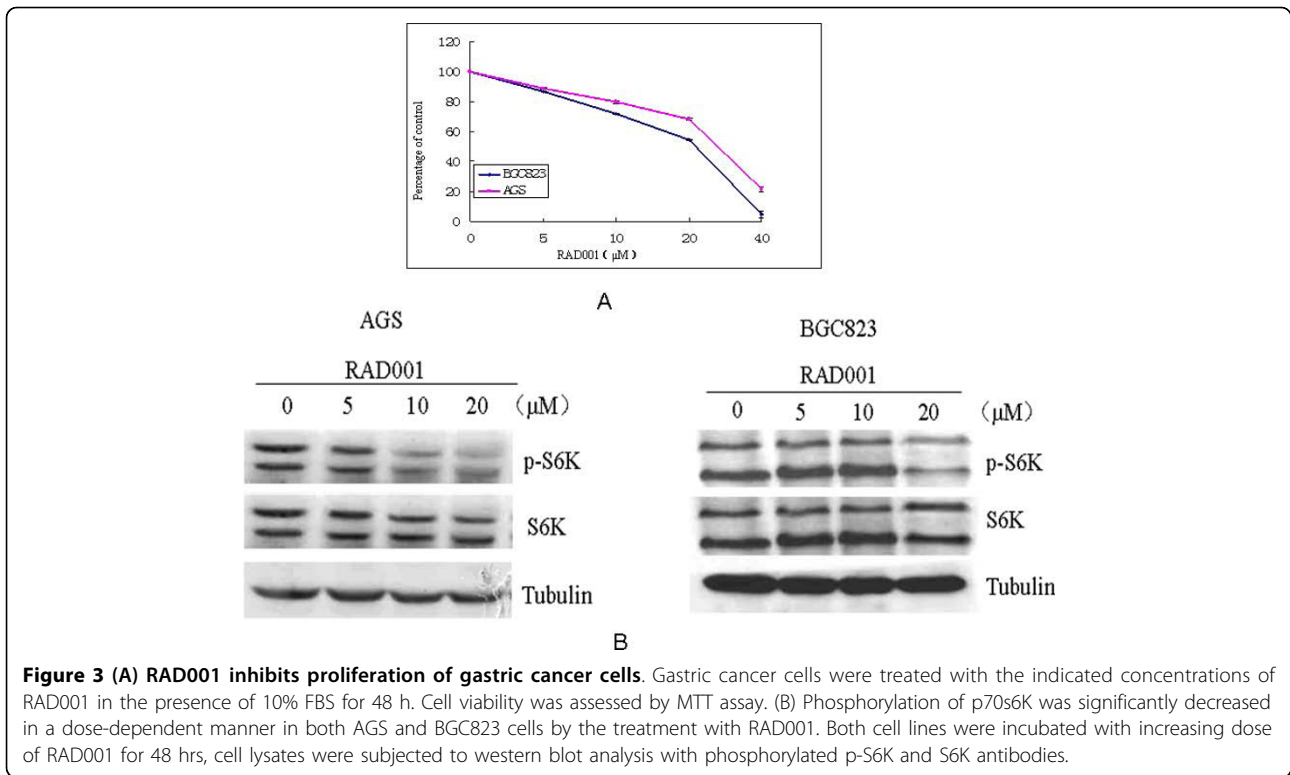 120
100
80
60
40
20
0
Percentage of control
BGC823
AGS
0 5 10 20 40
RAD001 ( μM)
A
AGS
RAD001
0 5 10 20 (μM)
p-S6K
S6K
Tubulin
BGC823
RAD001
0 5 10 20 (μM)
p-S6K
S6K
Tubulin
B
Figure 3 (A) RAD001 inhibits proliferation of gastric cancer cells. Gastric cancer cells were treated with the indicated concentrations of
RAD001 in the presence of 10% FBS for 48 h. Cell viability was assessed by MTT assay. (B) Phosphorylation of p70s6K was significantly decreased
in a dose-dependent manner in both AGS and BGC823 cells by the treatment with RAD001. Both cell lines were incubated with increasing dose
of RAD001 for 48 hrs, cell lysates were subjected to western blot analysis with phosphorylated p-S6K and S6K antibodies.